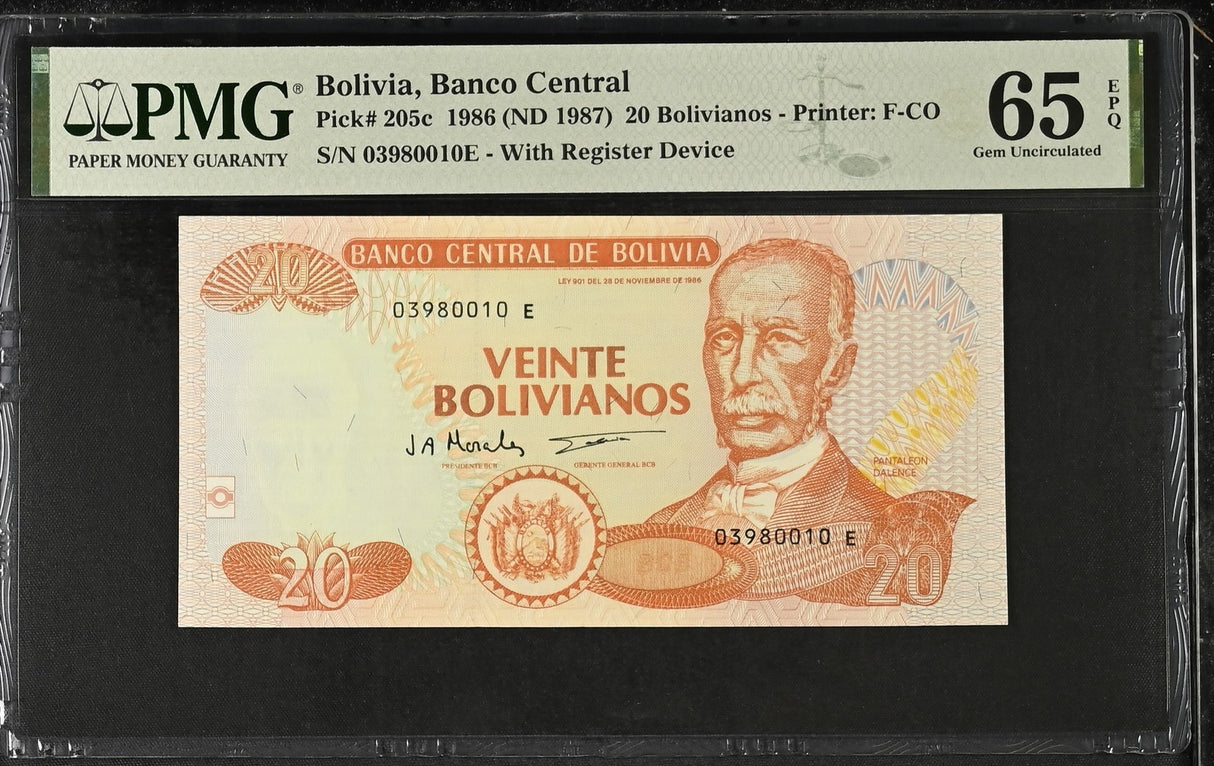 PMG®
PAPER MONEY GUARANTY
Bolivia, Banco Central
Pick# 205c 1986 (ND 1987) 20 Bolivianos - Printer: F-CO
S/N 03980010E - With Register Device
65
EPQ
Gem Uncirculated
20
BANCO CENTRAL DE BOLIVIA
LEY 901 DEL 28 DE NOVIEMBRE DE 1986
03980010 E
VEINTE
BOLIVIANOS
JA Morales
PRESIDENTE BCB
GERENTE GENERAL BCB
PANTALEON
DALENCE
03980010 E
20
20